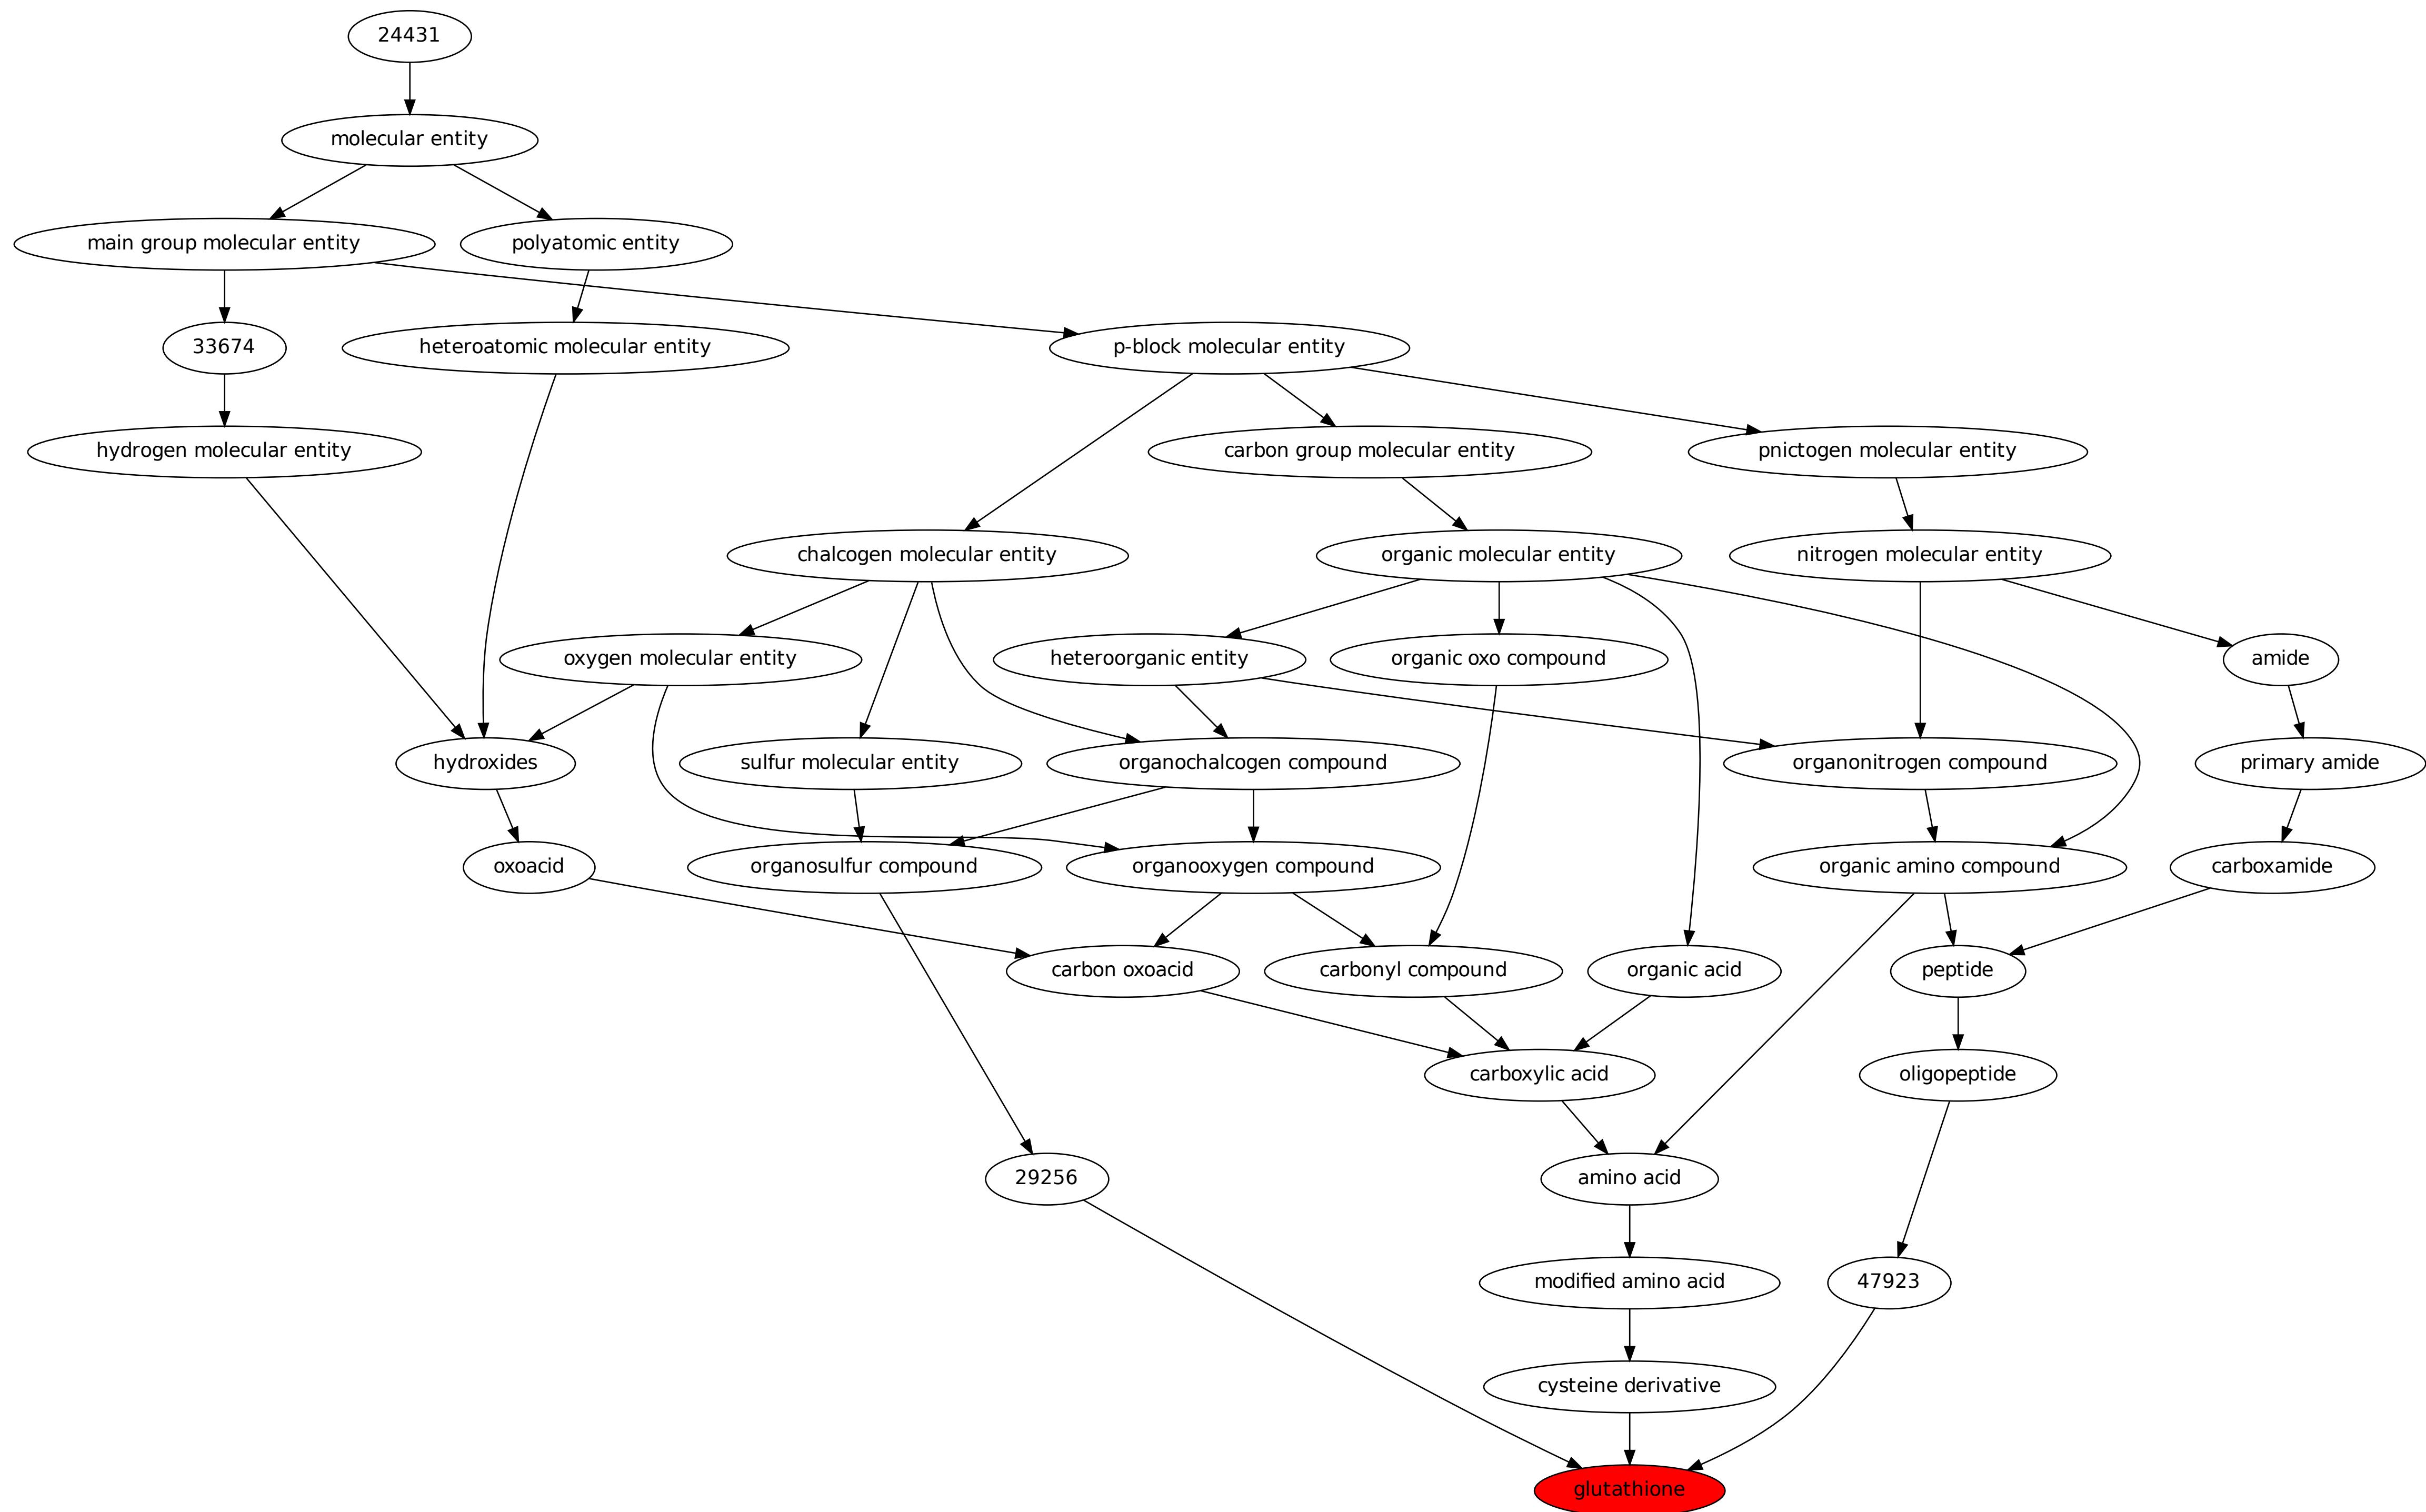 24431
molecular entity
main group molecular entity
polyatomic entity
33674
heteroatomic molecular entity
p-block molecular entity
hydrogen molecular entity
carbon group molecular entity
pnictogen molecular entity
chalcogen molecular entity
organic molecular entity
nitrogen molecular entity
oxygen molecular entity
heteroorganic entity
organic oxo compound
amide
hydroxides
sulfur molecular entity
organochalcogen compound
organonitrogen compound
primary amide
oxoacid
organosulfur compound
organooxygen compound
organic amino compound
carboxamide
carbon oxoacid
carbonyl compound
organic acid
peptide
carboxylic acid
oligopeptide
29256
amino acid
modified amino acid
47923
cysteine derivative
glutathione